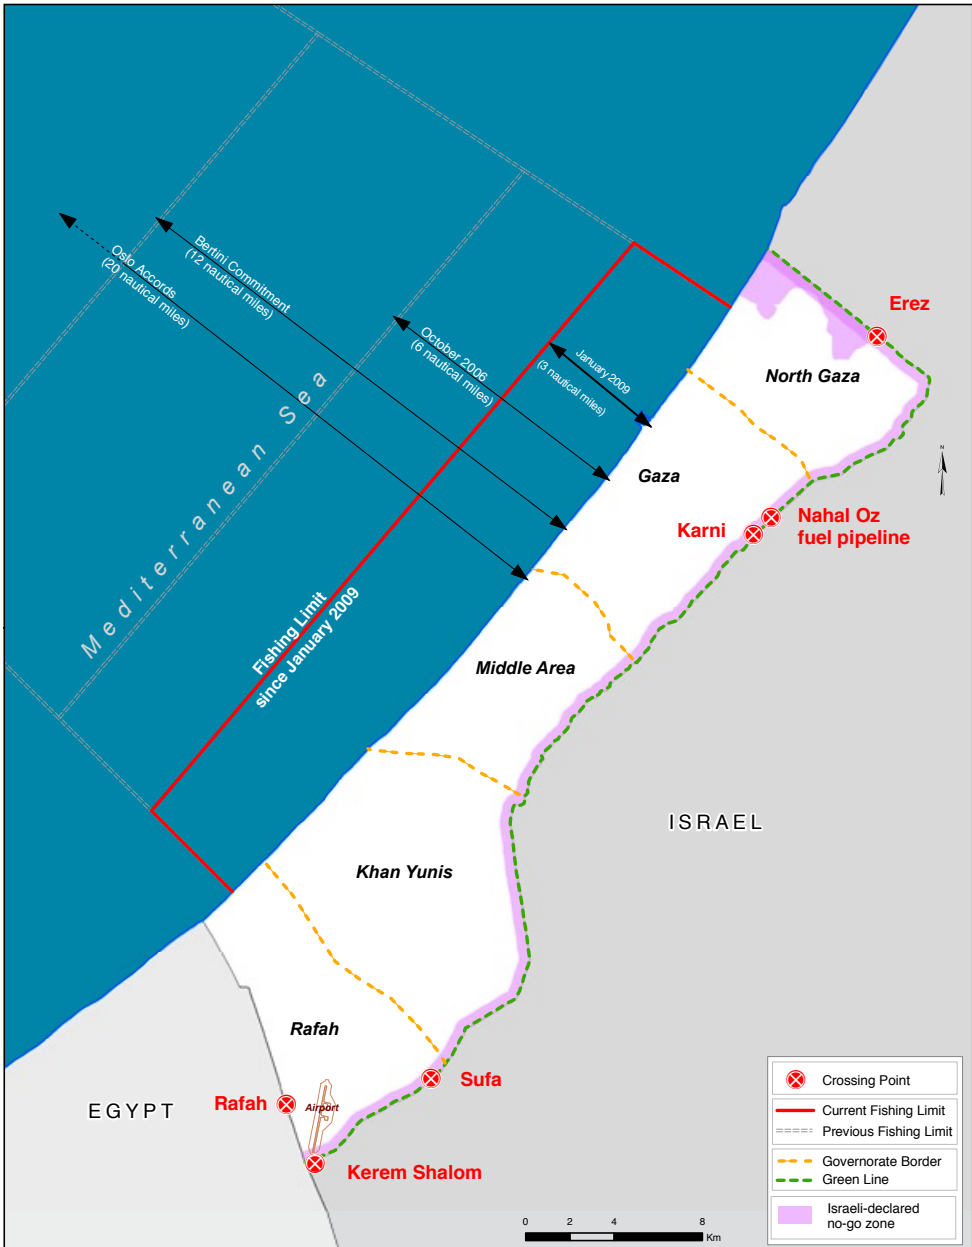 Oslo Accords
(20 nautical miles)
Bertini Commitment
(12 nautical miles)
October 2006
(6 nautical miles)
January 2009
(3 nautical miles)
Mediterranean Sea
Fishing Limit
since January 2009
Erez
North Gaza
N
Gaza
Karni
Nahal Oz
fuel pipeline
Middle Area
ISRAEL
Khan Yunis
Rafah
Sufa
EGYPT
Rafah
Airport
Kerem Shalom
Crossing Point
Current Fishing Limit
Previous Fishing Limit
Governorate Border
Green Line
Israeli-declared
no-go zone
0 2 4 8
Km